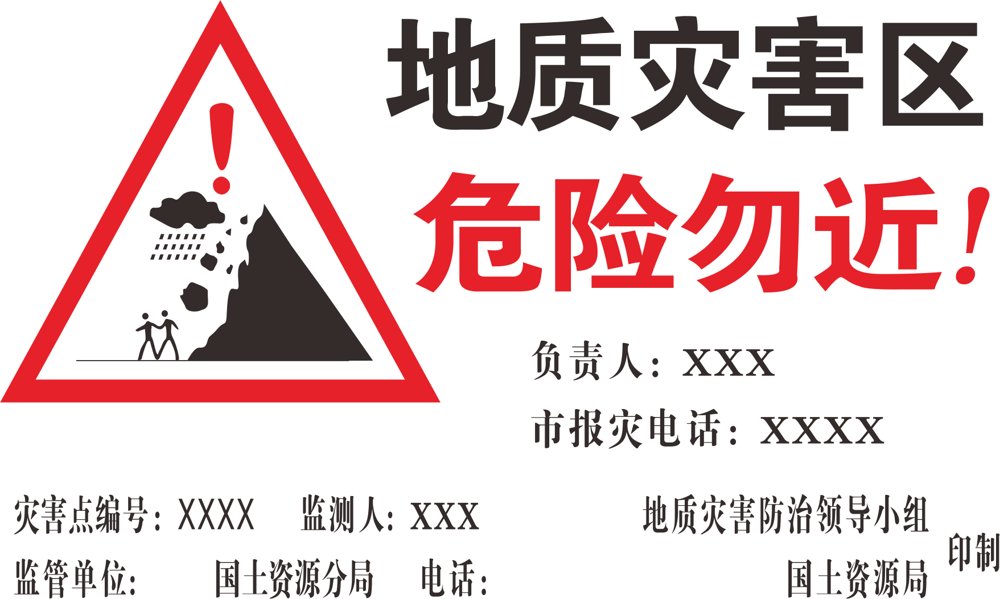 !
地质灾害区
危险勿近!
负责人：XXX
市报灾电话：XXXX
灾害点编号：XXXX 监测人：XXX 地质灾害防治领导小组
监管单位： 国土资源分局 电话： 国土资源局 印制